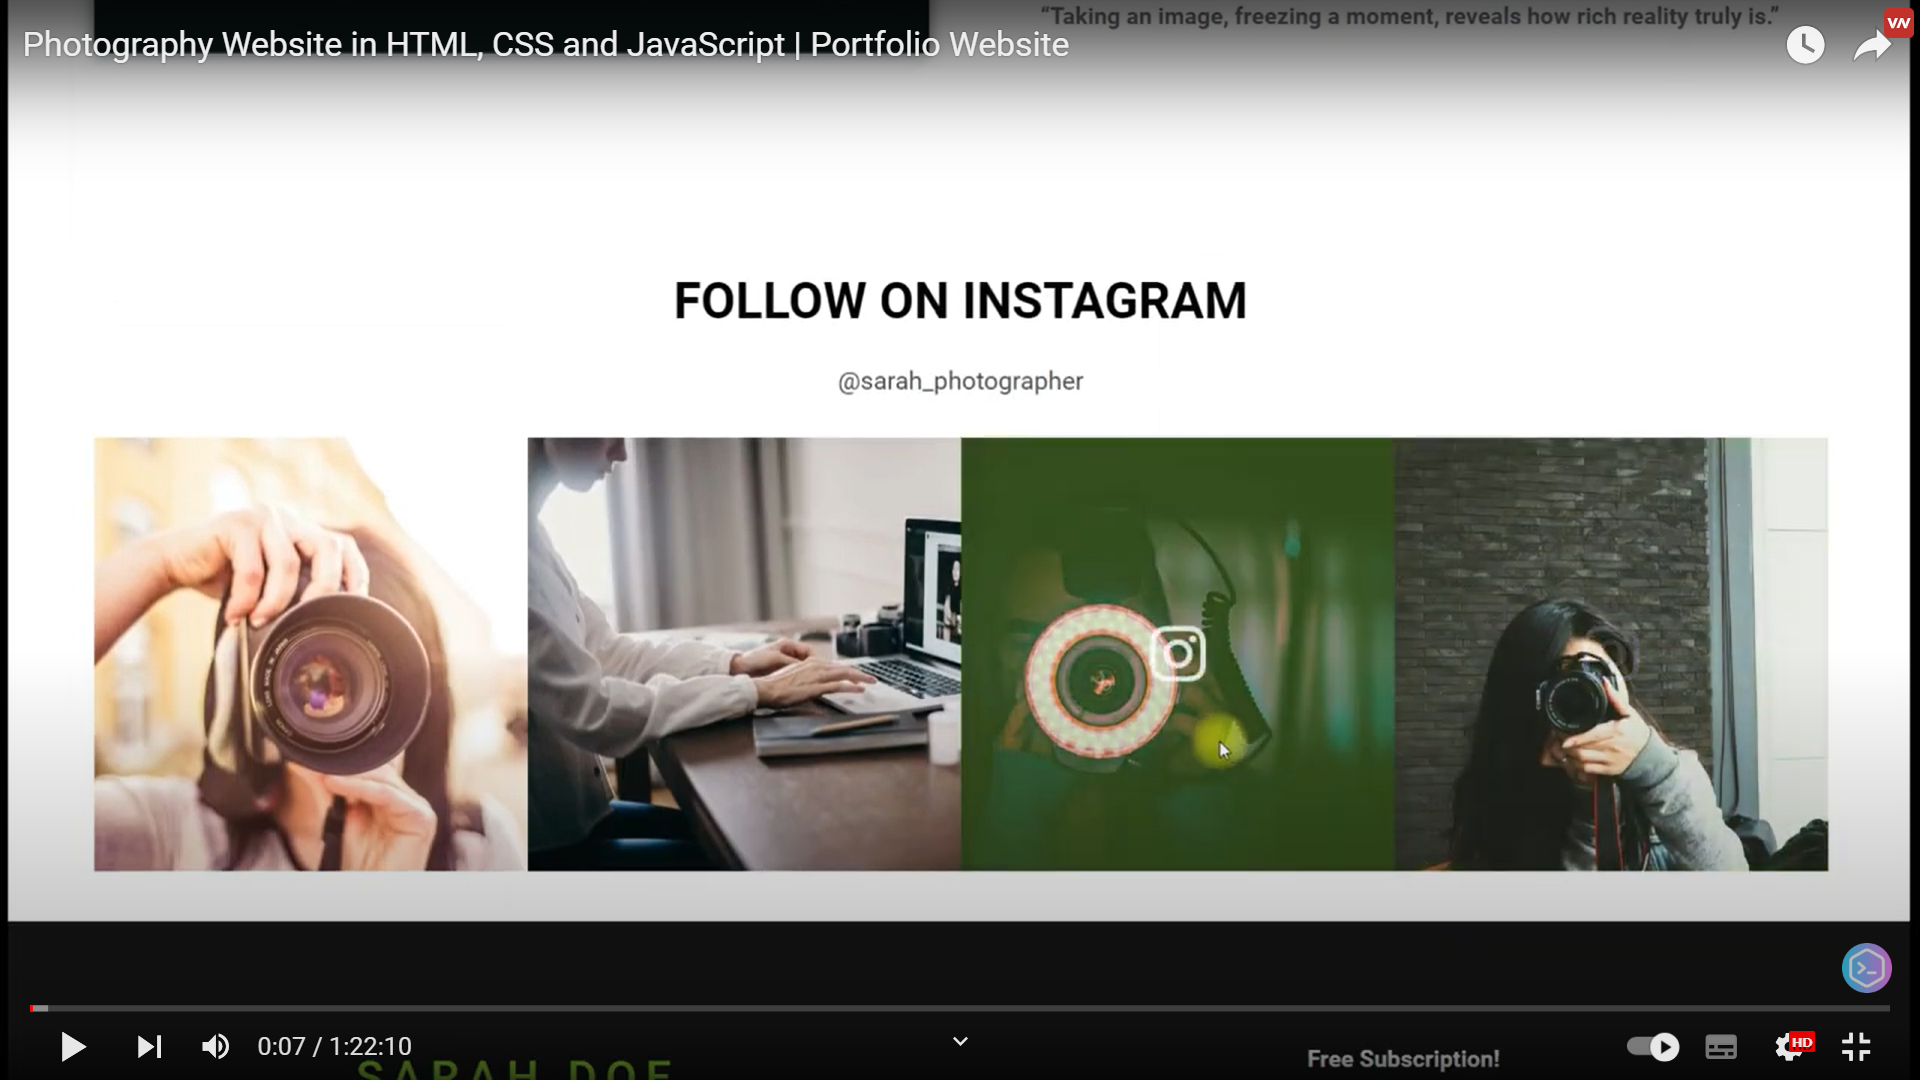 “Taking an image, freezing a moment, reveals how rich reality truly is.”
Photography Website in HTML, CSS and JavaScript | Portfolio Website
FOLLOW ON INSTAGRAM
@sarah_photographer
0:07 / 1:22:10
HD
SARAH DOE
Free Subscription!